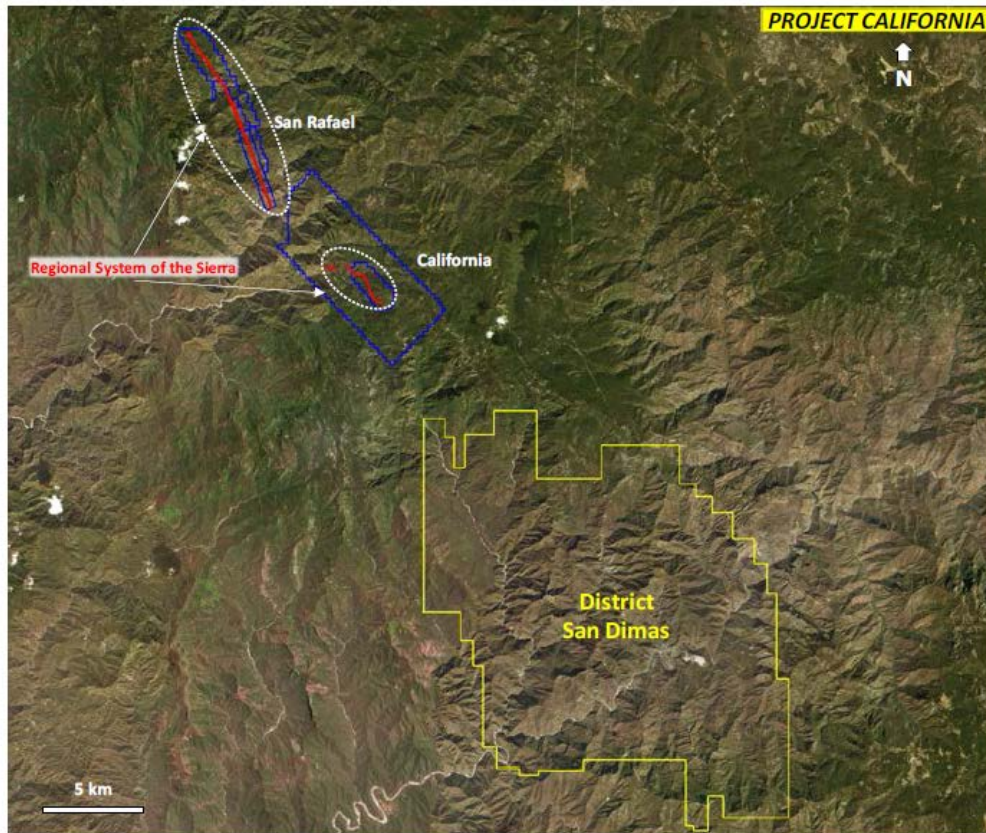 PROJECT CALIFORNIA
N
San Rafael
California
Regional System of the Sierra
District
San Dimas
5 km